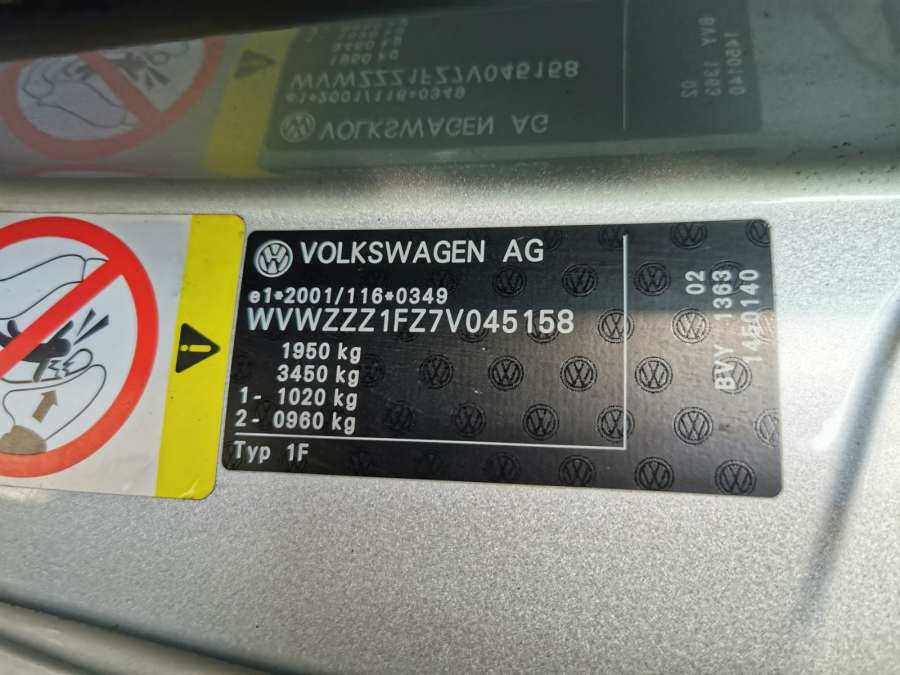 VOLKSWAGEN AG
e1*2001/116*0349
WVWZZZ1FZ7V045158
1950 kg
3450 kg
1- 1020 kg
2- 0960 kg
Typ 1F
02
BVY 1363
1450140